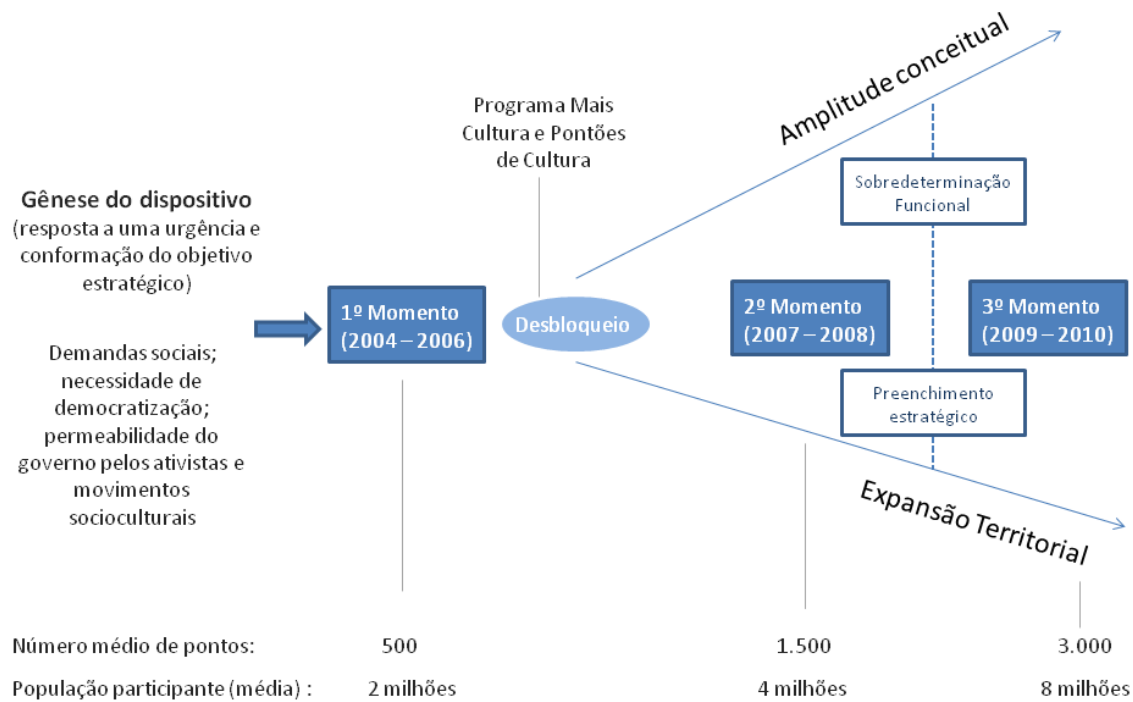 Amplitude conceitual
Programa Mais
Cultura e Pontões
de Cultura
Gênese do dispositivo
(resposta a uma urgência e
conformação do objetivo
estratégico)
Demandas sociais;
necessidade de
democratização;
permeabilidade do
governo pelos ativistas e
movimentos
socioculturais
1º Momento
(2004 – 2006)
Desbloqueio
Sobredeterminação
Funcional
2º Momento
(2007 – 2008)
3º Momento
(2009 – 2010)
Preenchimento
estratégico
Expansão Territorial
Número médio de pontos: 500 1.500 3.000
População participante (média) : 2 milhões 4 milhões 8 milhões